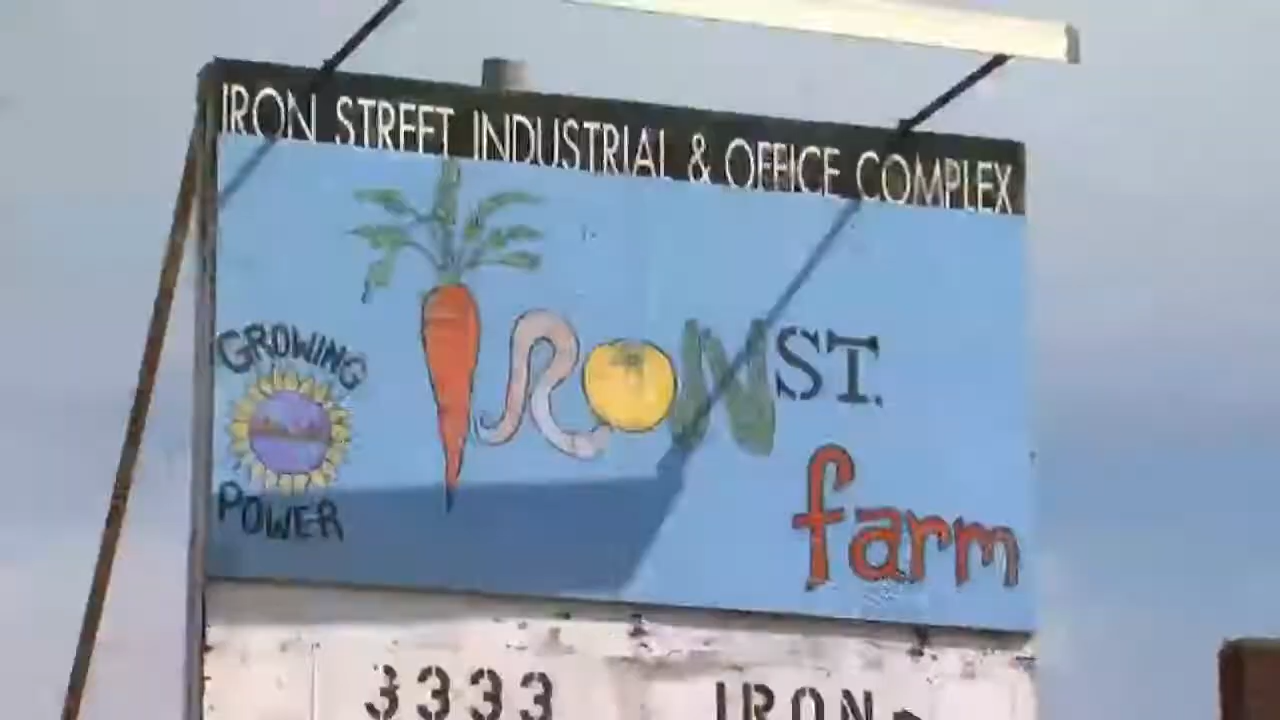 IRON STREET INDUSTRIAL & OFFICE COMPLEX
GROWING
POWER
IRON ST.
farm
3333 IRON